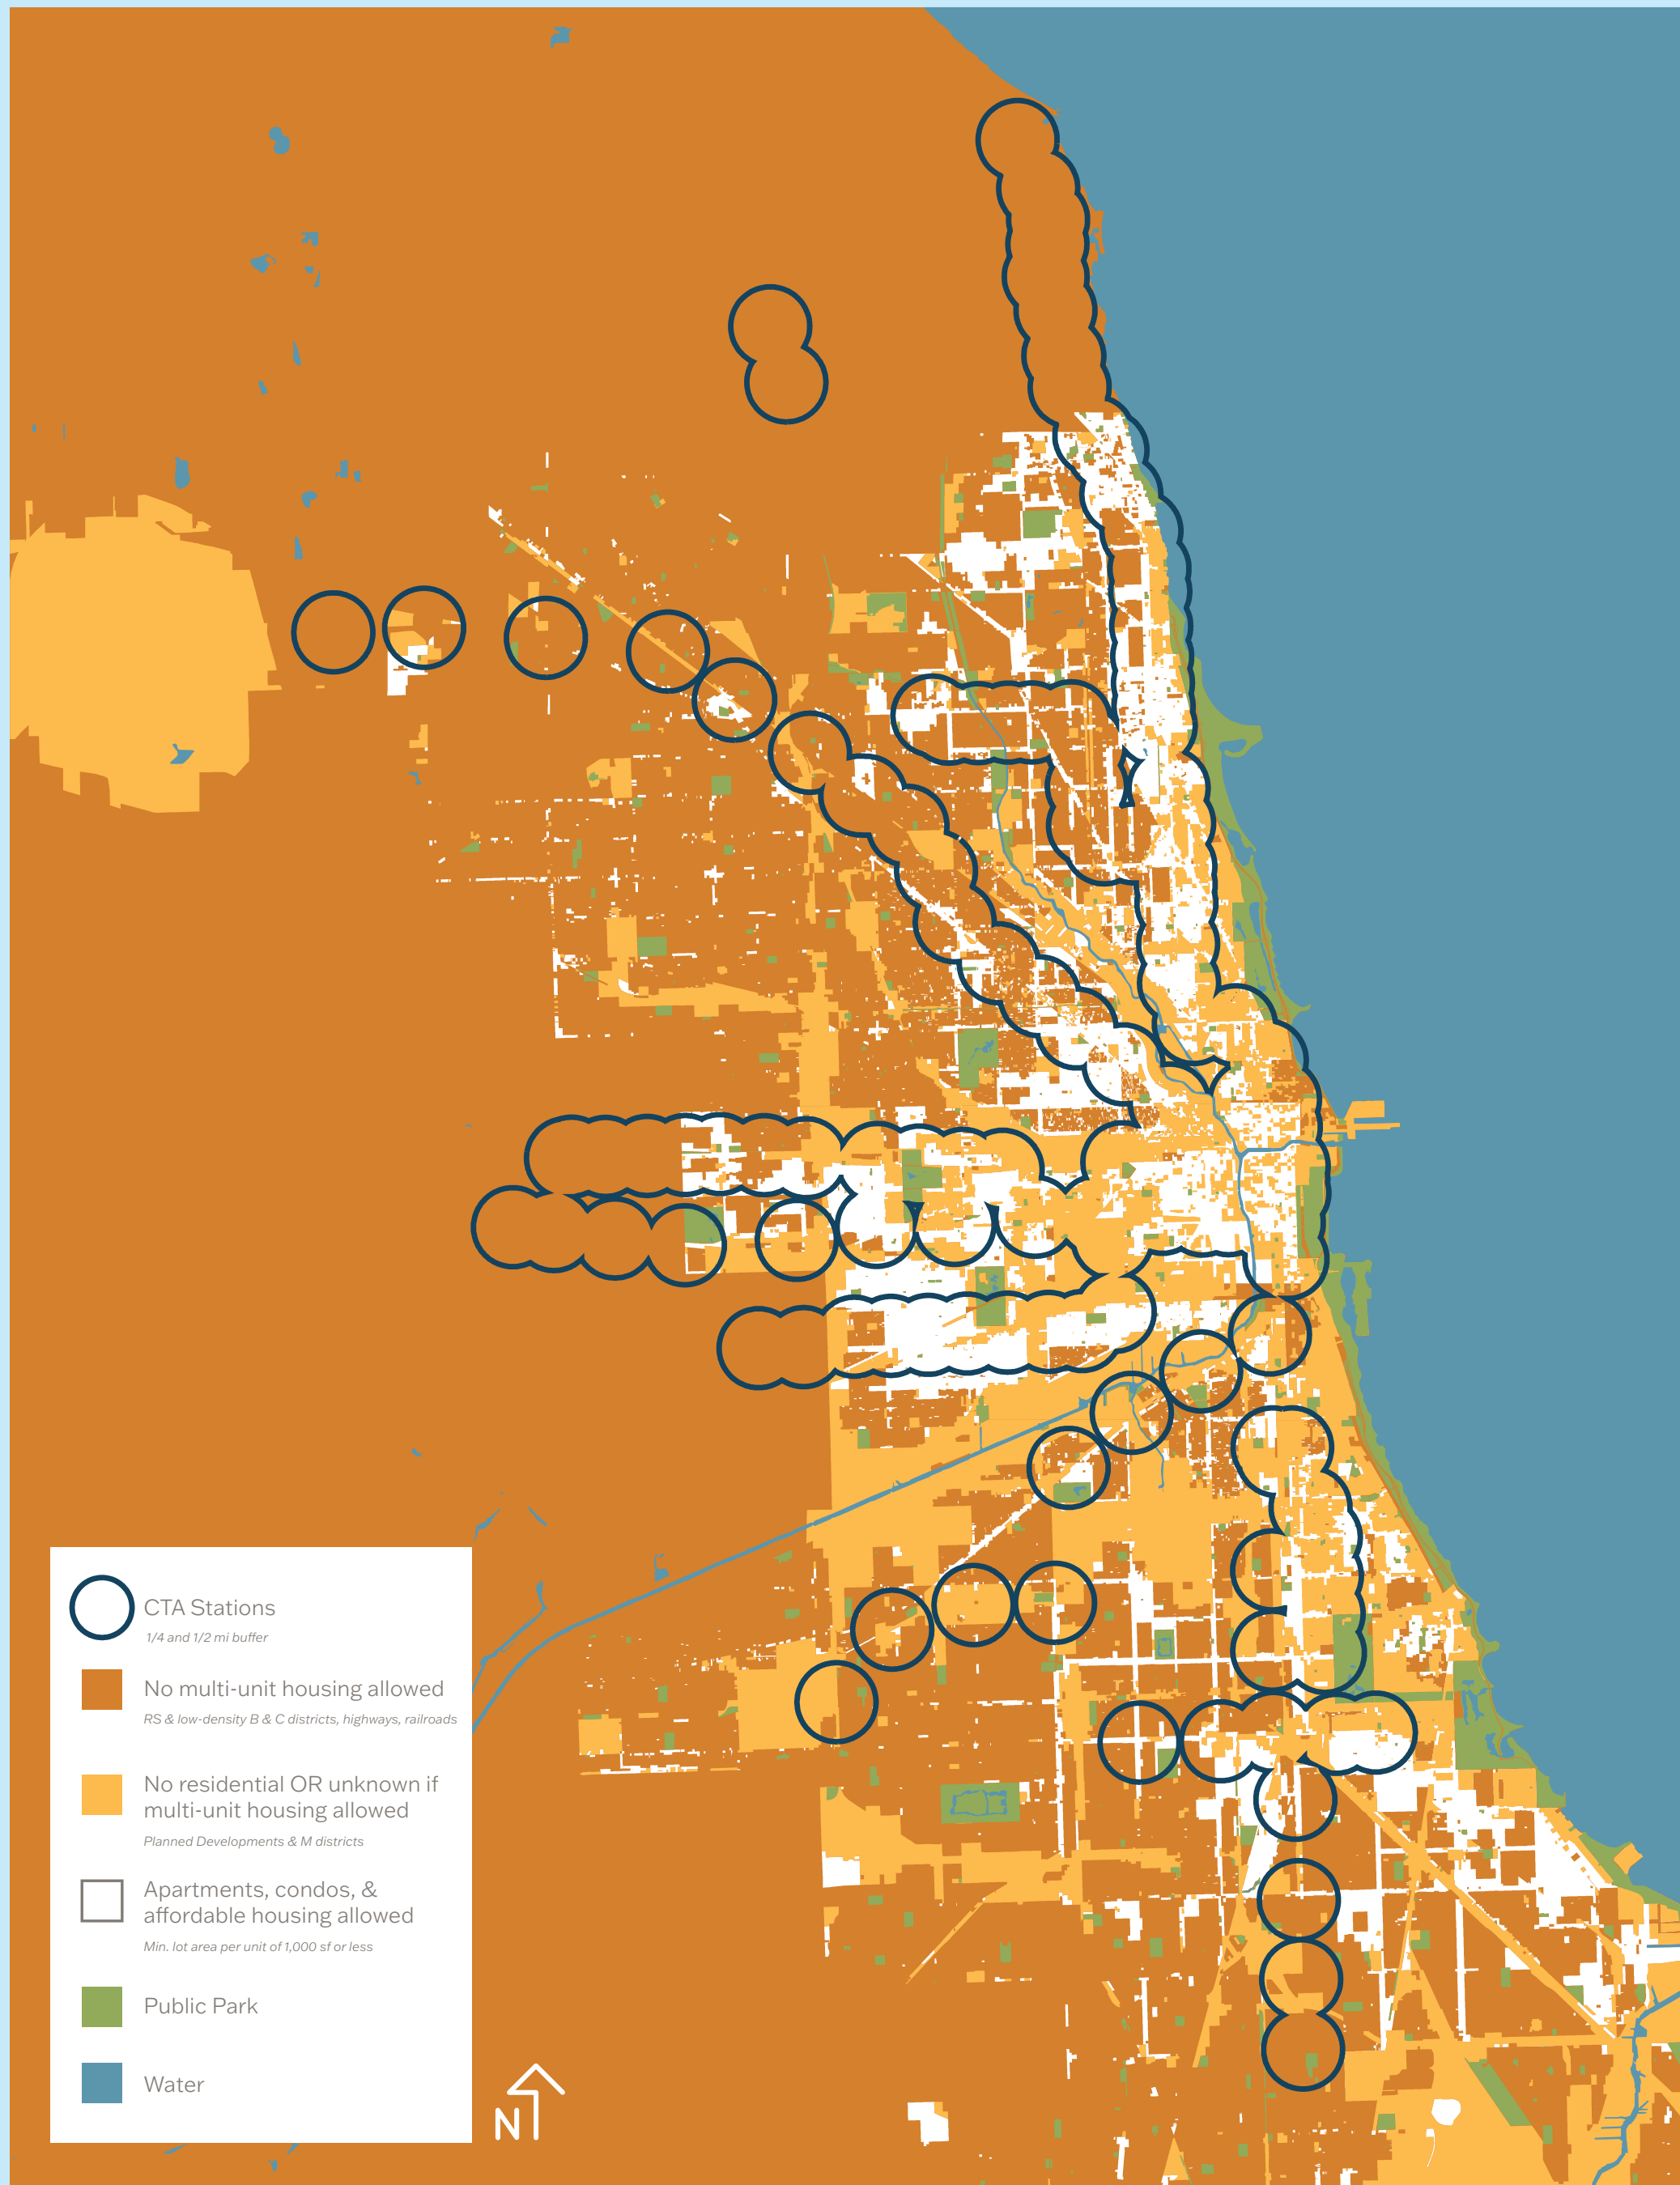 CTA Stations
1/4 and 1/2 mi buffer
No multi-unit housing allowed
RS & low-density B & C districts, highways, railroads
No residential OR unknown if
multi-unit housing allowed
Planned Developments & M districts
Apartments, condos, &
affordable housing allowed
Min. lot area per unit of 1,000 sf or less
Public Park
Water
N